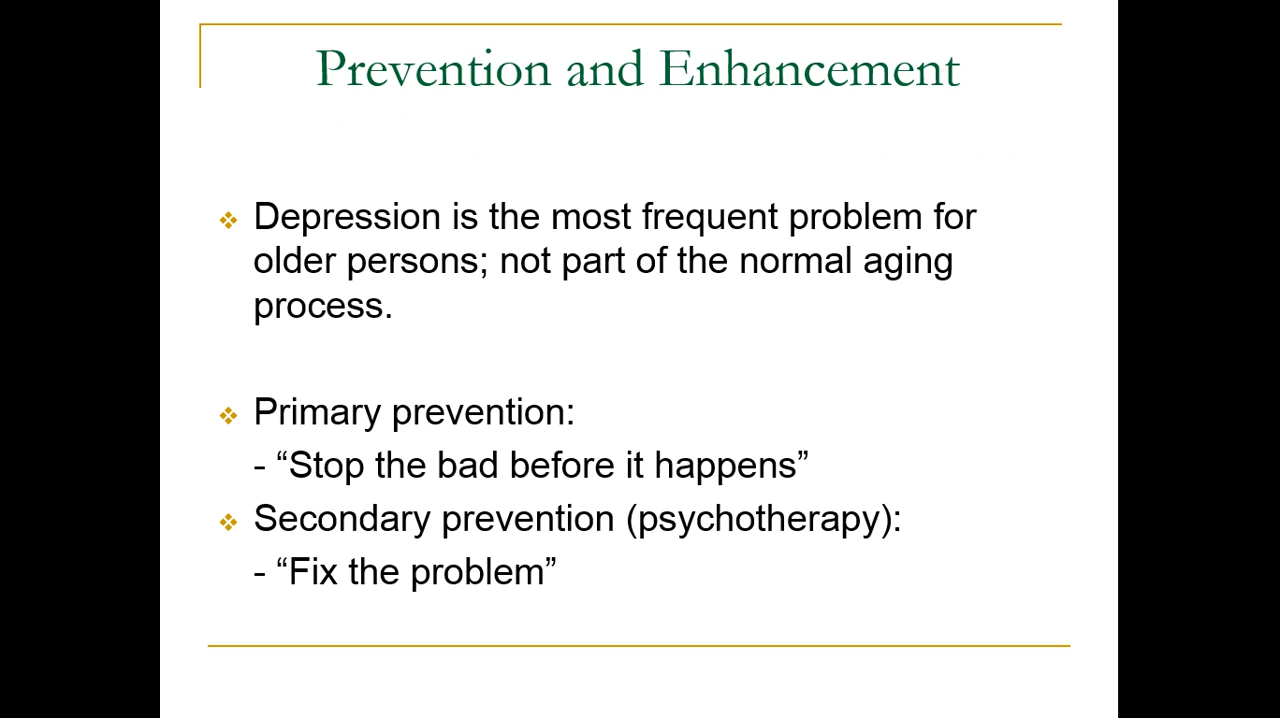 Prevention and Enhancement
Depression is the most frequent problem for
older persons; not part of the normal aging
process.
Primary prevention:
- “Stop the bad before it happens”
Secondary prevention (psychotherapy):
- “Fix the problem”